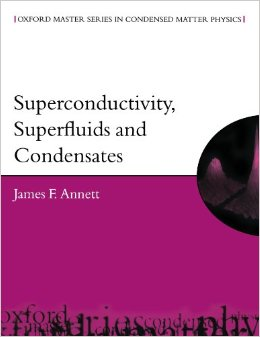 OXFORD MASTER SERIES IN CONDENSED MATTER PHYSICS
Superconductivity,
Superfluids and
Condensates
James F. Annett
oxford